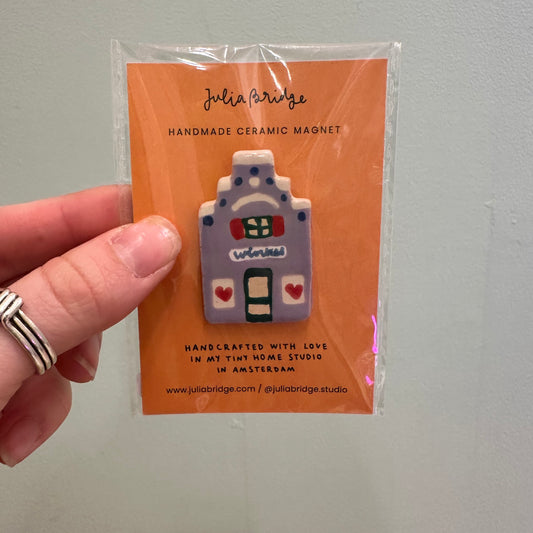 Julia Bridge
HANDMADE CERAMIC MAGNET
winkel
HANDCRAFTED WITH LOVE
IN MY TINY HOME STUDIO
IN AMSTERDAM
www.juliabridge.com / @juliabridge.studio